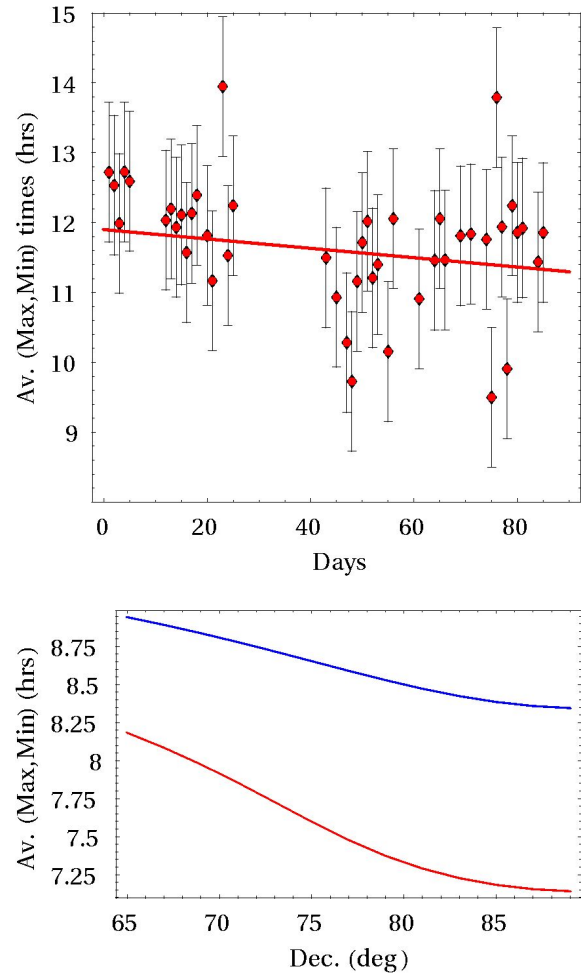 15
14
13
12
11
10
9
Av. (Max,Min) times (hrs)
0 20 40 60 80
Days
8.75
8.5
8.25
8
7.75
7.5
7.25
Av. (Max,Min) (hrs)
65 70 75 80 85
Dec. (deg)